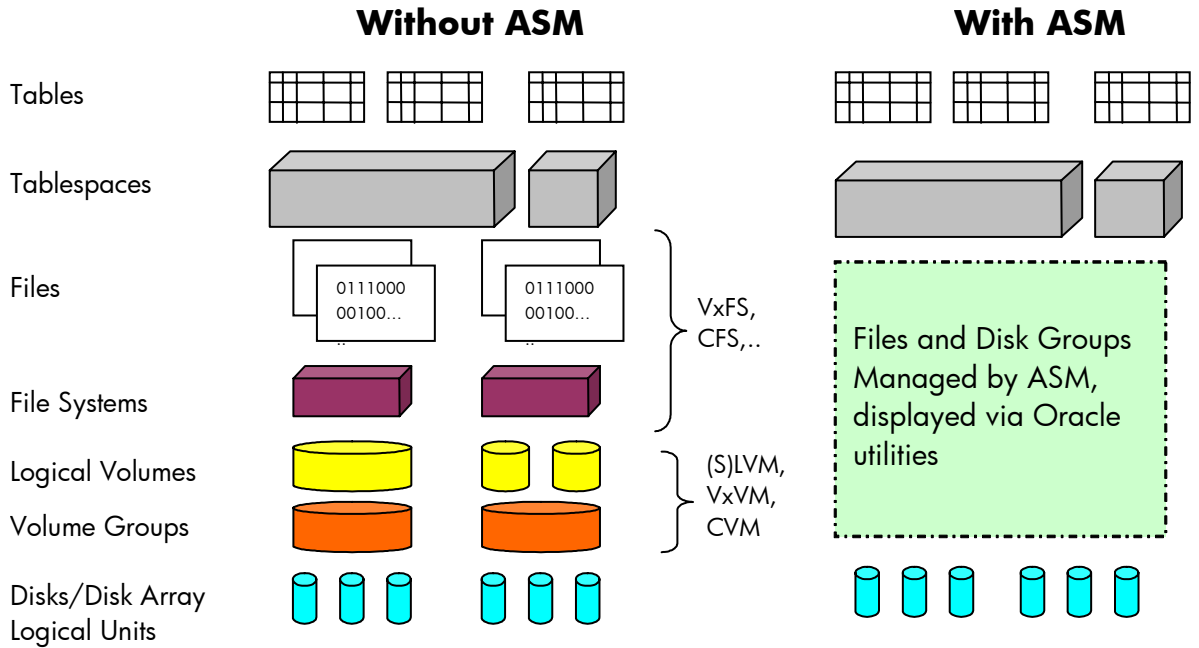 Without ASM
With ASM
Tables
Tablespaces
Files
0111000
00100...
..
0111000
00100...
..
VxFS,
CFS,..
Files and Disk Groups
Managed by ASM,
displayed via Oracle
utilities
File Systems
Logical Volumes
(S)LVM,
VxVM,
CVM
Volume Groups
Disks/Disk Array
Logical Units